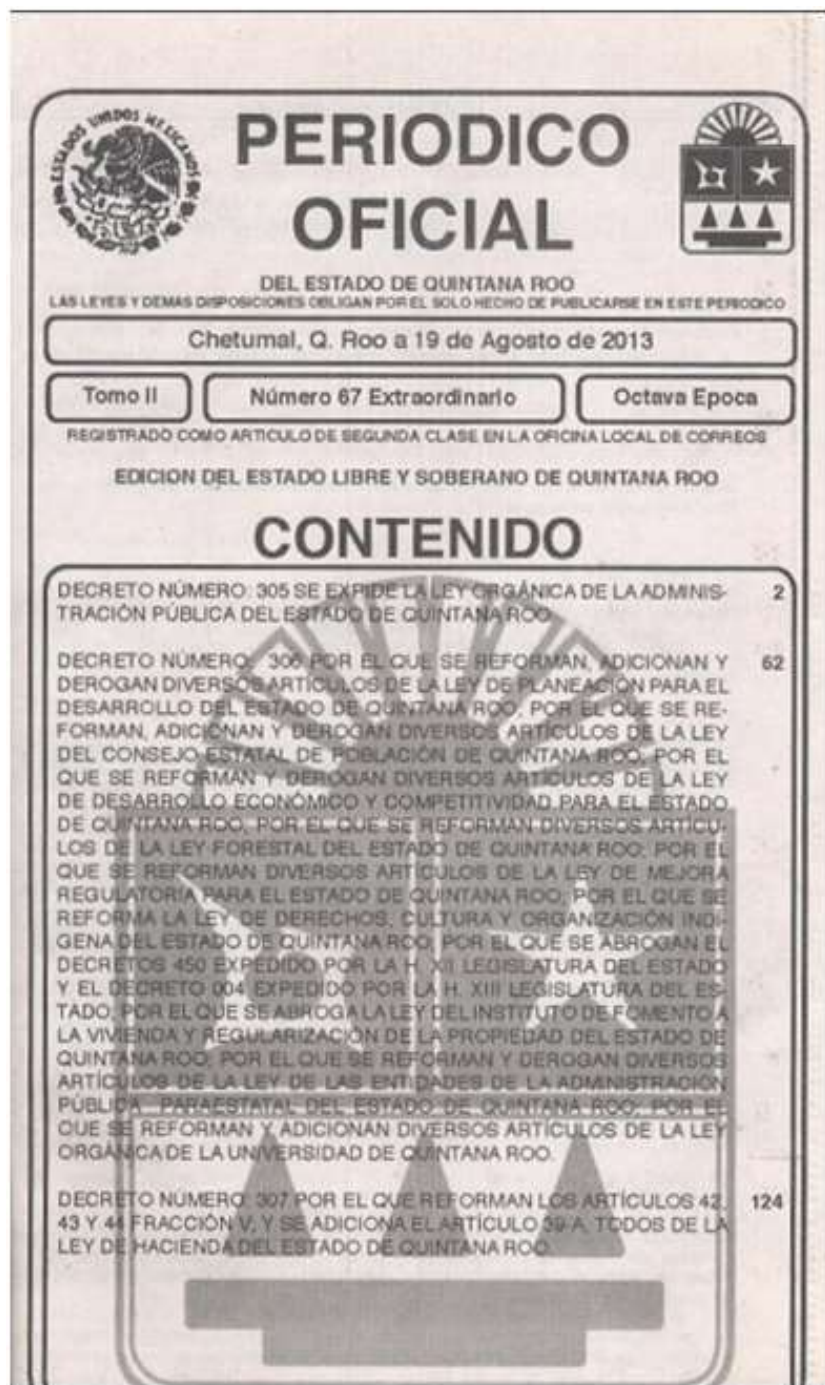 ESTADOS UNIDOS MEXICANOS
PERIODICO
OFICIAL
DEL ESTADO DE QUINTANA ROO
LAS LEYES Y DEMAS DISPOSICIONES OBLIGAN POR EL SOLO HECHO DE PUBLICARSE EN ESTE PERIODICO
Chetumal, Q. Roo a 19 de Agosto de 2013
Tomo II Número 67 Extraordinario Octava Epoca
REGISTRADO COMO ARTICULO DE SEGUNDA CLASE EN LA OFICINA LOCAL DE CORREOS
EDICION DEL ESTADO LIBRE Y SOBERANO DE QUINTANA ROO
CONTENIDO
DECRETO NÚMERO: 305 SE EXPIDE LA LEY ORGÁNICA DE LA ADMINIS- 2
TRACIÓN PÚBLICA DEL ESTADO DE QUINTANA ROO.
DECRETO NÚMERO: 306 POR EL QUE SE REFORMAN, ADICIONAN Y 62
DEROGAN DIVERSOS ARTÍCULOS DE LA LEY DE PLANEACIÓN PARA EL
DESARROLLO DEL ESTADO DE QUINTANA ROO; POR EL QUE SE RE-
FORMAN, ADICIONAN Y DEROGAN DIVERSOS ARTÍCULOS DE LA LEY
DEL CONSEJO ESTATAL DE POBLACIÓN DE QUINTANA ROO; POR EL
QUE SE REFORMAN Y DEROGAN DIVERSOS ARTÍCULOS DE LA LEY
DE DESARROLLO ECONÓMICO Y COMPETITIVIDAD PARA EL ESTADO
DE QUINTANA ROO; POR EL QUE SE REFORMAN DIVERSOS ARTÍCU-
LOS DE LA LEY FORESTAL DEL ESTADO DE QUINTANA ROO; POR EL
QUE SE REFORMAN DIVERSOS ARTÍCULOS DE LA LEY DE MEJORA
REGULATORIA PARA EL ESTADO DE QUINTANA ROO; POR EL QUE SE
REFORMA LA LEY DE DERECHOS, CULTURA Y ORGANIZACIÓN INDÍ-
GENA DEL ESTADO DE QUINTANA ROO; POR EL QUE SE ABROGAN EL
DECRETOS 450 EXPEDIDO POR LA H. XII LEGISLATURA DEL ESTADO
Y EL DECRETO 004 EXPEDIDO POR LA H. XIII LEGISLATURA DEL ES-
TADO; POR EL QUE SE ABROGA LA LEY DEL INSTITUTO DE FOMENTO A
LA VIVIENDA Y REGULARIZACIÓN DE LA PROPIEDAD DEL ESTADO DE
QUINTANA ROO; POR EL QUE SE REFORMAN Y DEROGAN DIVERSOS
ARTÍCULOS DE LA LEY DE LAS ENTIDADES DE LA ADMINISTRACIÓN
PÚBLICA PARAESTATAL DEL ESTADO DE QUINTANA ROO; POR EL
QUE SE REFORMAN Y ADICIONAN DIVERSOS ARTÍCULOS DE LA LEY
ORGÁNICA DE LA UNIVERSIDAD DE QUINTANA ROO.
DECRETO NÚMERO: 307 POR EL QUE REFORMAN LOS ARTÍCULOS 42, 124
43 Y 44 FRACCIÓN V, Y SE ADICIONA EL ARTÍCULO 39 A, TODOS DE LA
LEY DE HACIENDA DEL ESTADO DE QUINTANA ROO.